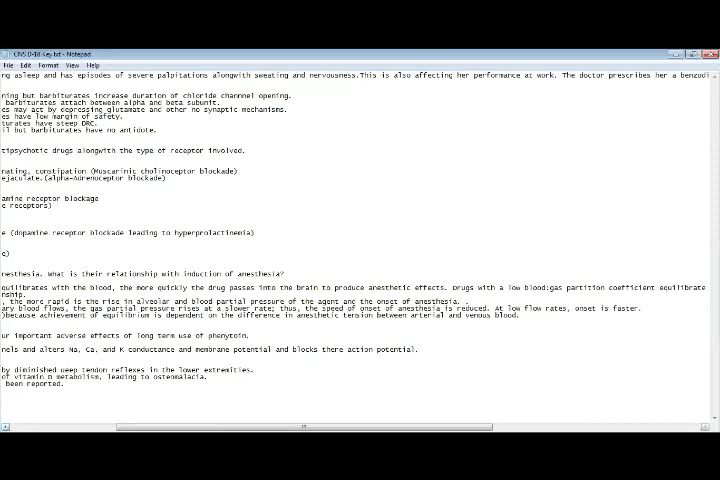 CNS D-18 Key.txt - Notepad
File Edit Format View Help
ng asleep and has episodes of severe palpitations alongwith sweating and nervousness.This is also affecting her performance at work. The doctor prescribes her a benzodi
ning but barbiturates increase duration of chloride channnel opening.
barbiturates attach between alpha and beta subunit.
es may act by depressing glutamate and other no synaptic mechanisms.
es have low margin of safety.
turates have steep DRC.
il but barbiturates have no antidote.
tipsychotic drugs alongwith the type of receptor involved.
nating, constipation (Muscarinic cholinoceptor blockade)
ejaculate.(alpha-Adrenoceptor blockade)
amine receptor blockage
e receptors)
e (dopamine receptor blockade leading to hyperprolactinemia)
e)
nesthesia. What is their relationship with induction of anesthesia?
quilibrates with the blood, the more quickly the drug passes into the brain to produce anesthetic effects. Drugs with a low blood:gas partition coefficient equilibrate
nship.
, the more rapid is the rise in alveolar and blood partial pressure of the agent and the onset of anesthesia. .
ary blood flows, the gas partial pressure rises at a slower rate; thus, the speed of onset of anesthesia is reduced. At low flow rates, onset is faster.
)because achievement of equilibrium is dependent on the difference in anesthetic tension between arterial and venous blood.
ur important adverse effects of long term use of phenytoin.
nels and alters Na, Ca, and K conductance and membrane potential and blocks there action potential.
by diminished deep tendon reflexes in the lower extremities.
of vitamin D metabolism, leading to osteomalacia.
been reported.